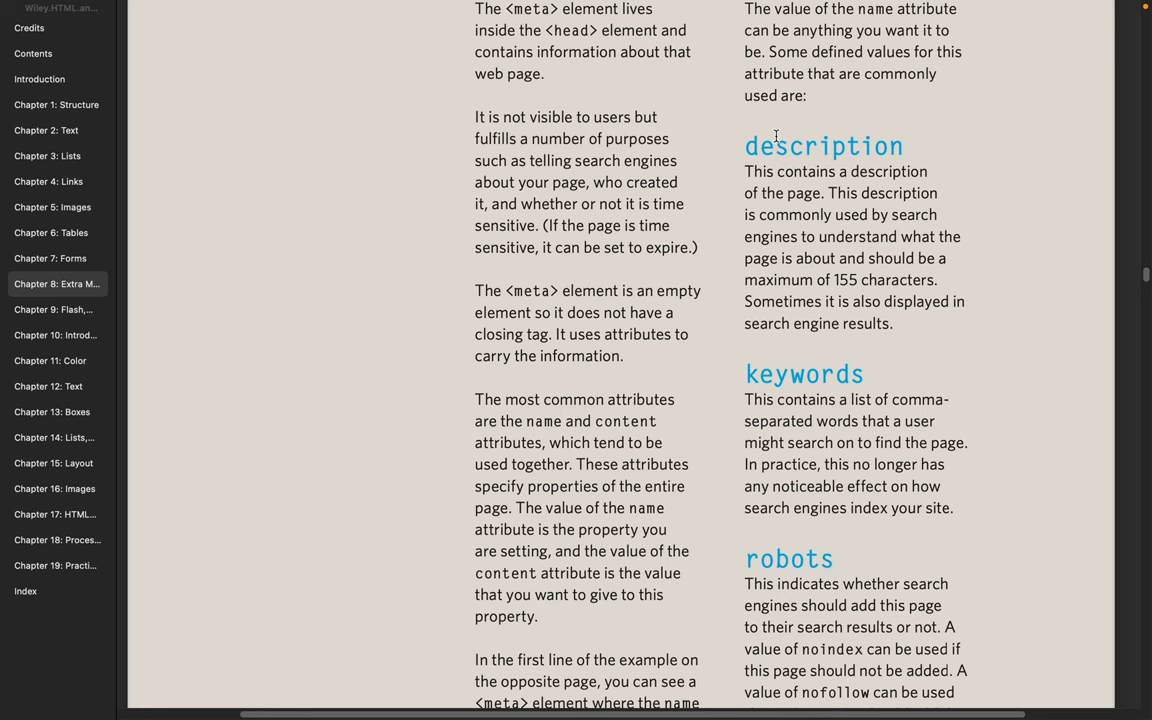 Wiley.HTML.an...
Credits
Contents
Introduction
Chapter 1: Structure
Chapter 2: Text
Chapter 3: Lists
Chapter 4: Links
Chapter 5: Images
Chapter 6: Tables
Chapter 7: Forms
Chapter 8: Extra M...
Chapter 9: Flash,...
Chapter 10: Introd...
Chapter 11: Color
Chapter 12: Text
Chapter 13: Boxes
Chapter 14: Lists,...
Chapter 15: Layout
Chapter 16: Images
Chapter 17: HTML...
Chapter 18: Proces...
Chapter 19: Practi...
Index
The <meta> element lives
inside the <head> element and
contains information about that
web page.
It is not visible to users but
fulfills a number of purposes
such as telling search engines
about your page, who created
it, and whether or not it is time
sensitive. (If the page is time
sensitive, it can be set to expire.)
The <meta> element is an empty
element so it does not have a
closing tag. It uses attributes to
carry the information.
The most common attributes
are the name and content
attributes, which tend to be
used together. These attributes
specify properties of the entire
page. The value of the name
attribute is the property you
are setting, and the value of the
content attribute is the value
that you want to give to this
property.
In the first line of the example on
the opposite page, you can see a
<meta> element where the name
The value of the name attribute
can be anything you want it to
be. Some defined values for this
attribute that are commonly
used are:
description
This contains a description
of the page. This description
is commonly used by search
engines to understand what the
page is about and should be a
maximum of 155 characters.
Sometimes it is also displayed in
search engine results.
keywords
This contains a list of comma-
separated words that a user
might search on to find the page.
In practice, this no longer has
any noticeable effect on how
search engines index your site.
robots
This indicates whether search
engines should add this page
to their search results or not. A
value of noindex can be used if
this page should not be added. A
value of nofollow can be used